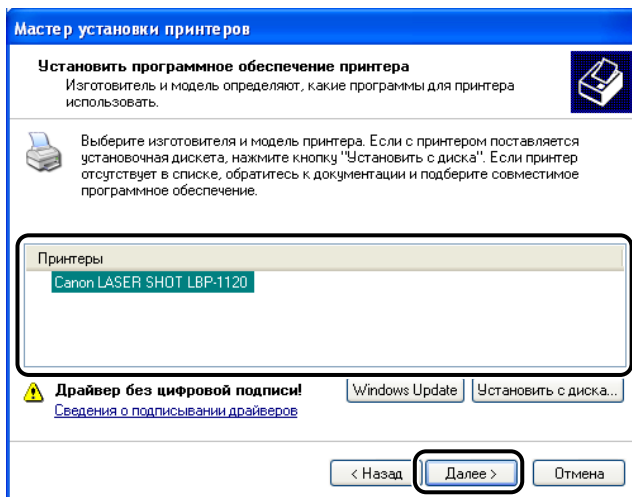 Мастер установки принтеров
Установить программное обеспечение принтера
Изготовитель и модель определяют, какие программы для принтера
использовать.
Выберите изготовителя и модель принтера. Если с принтером поставляется
установочная дискета, нажмите кнопку "Установить с диска". Если принтер
отсутствует в списке, обратитесь к документации и подберите совместимое
программное обеспечение.
Принтеры
Canon LASER SHOT LBP-1120
Драйвер без цифровой подписи!
Сведения о подписывании драйверов
Windows Update
Установить с диска...
< Назад
Далее >
Отмена